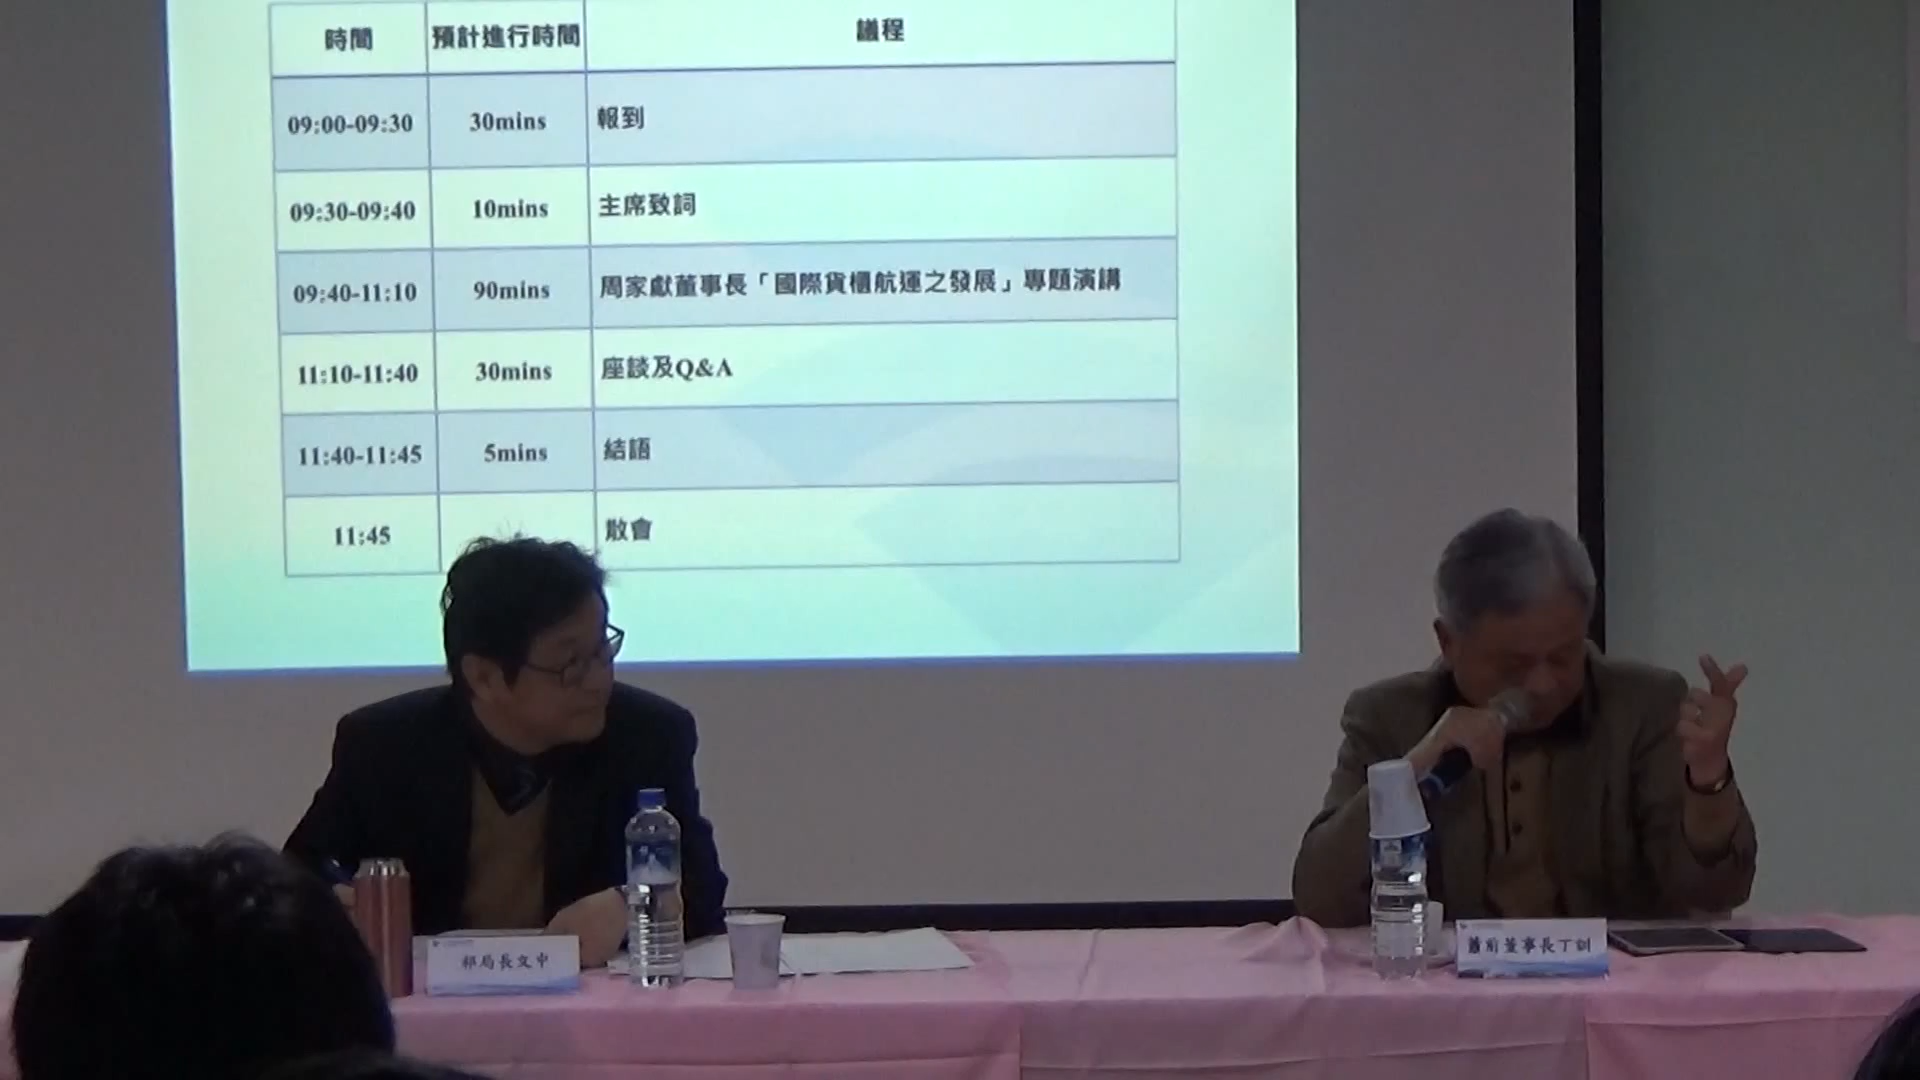 時間 預計進行時間 議程
09:00-09:30 30mins 報到
09:30-09:40 10mins 主席致詞
09:40-11:10 90mins 周家獻董事長「國際貨櫃航運之發展」專題演講
11:10-11:40 30mins 座談及Q&A
11:40-11:45 5mins 結語
11:45 散會
祁局長文中
蕭前董事長丁訓